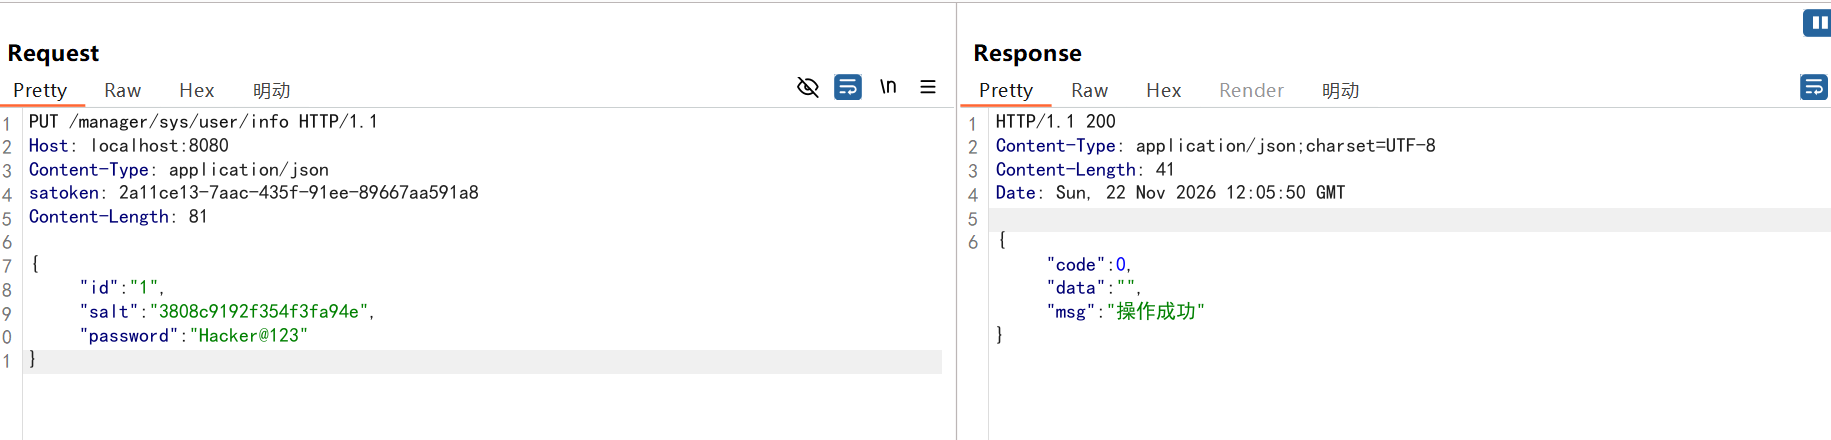 Request
Pretty Raw Hex 明动
\n
1 PUT /manager/sys/user/info HTTP/1.1
2 Host: localhost:8080
3 Content-Type: application/json
4 satoken: 2a11ce13-7aac-435f-91ee-89667aa591a8
5 Content-Length: 81
6
7 {
8 "id":"1",
9 "salt":"3808c9192f354f3fa94e",
0 "password":"Hacker@123"
1 }
Response
Pretty Raw Hex Render 明动
1 HTTP/1.1 200
2 Content-Type: application/json;charset=UTF-8
3 Content-Length: 41
4 Date: Sun, 22 Nov 2026 12:05:50 GMT
5
6 {
"code":0,
"data":"",
"msg":"操作成功"
}